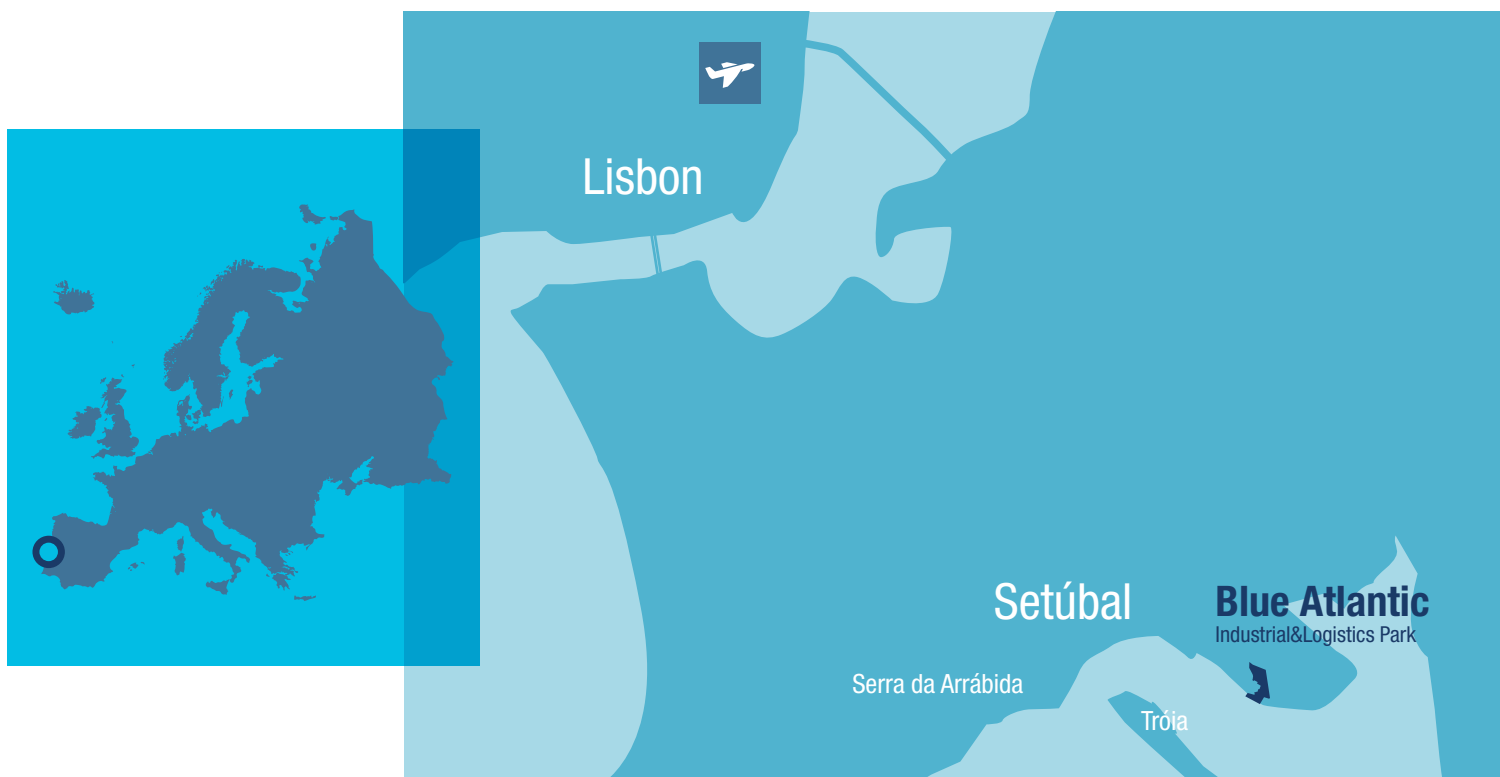 Lisbon
Setúbal
Blue Atlantic
Industrial&Logistics Park
Serra da Arrábida
Tróia